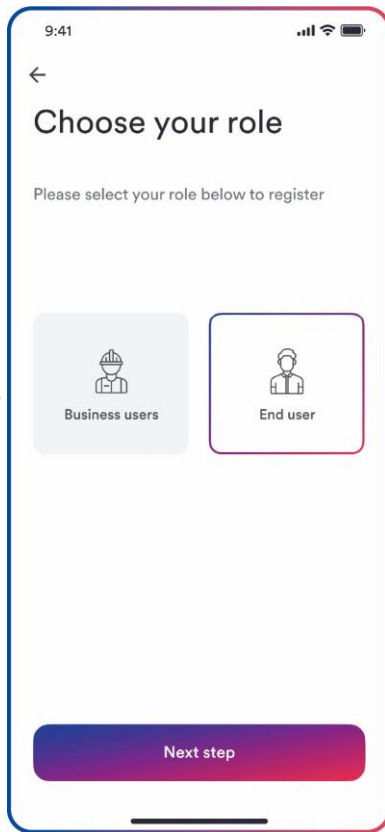 9:41
Choose your role
Please select your role below to register
Business users
End user
Next step